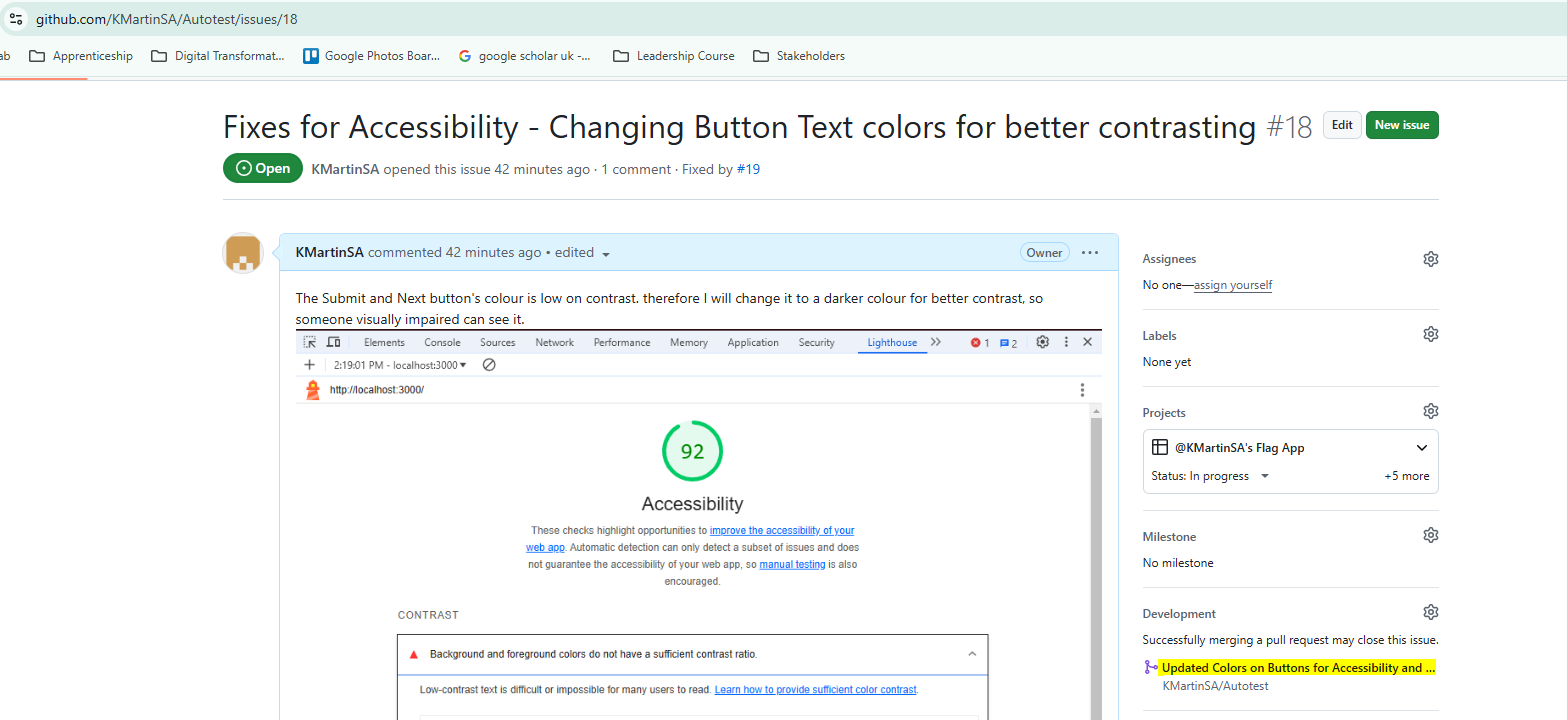 github.com/KMartinSA/Autotest/issues/18
ab Apprenticeship Digital Transformat... Google Photos Boar... google scholar uk -... Leadership Course Stakeholders
Fixes for Accessibility - Changing Button Text colors for better contrasting #18 Edit New issue
Open KMartinSA opened this issue 42 minutes ago · 1 comment · Fixed by #19
KMartinSA commented 42 minutes ago • edited Owner
The Submit and Next button's colour is low on contrast. therefore I will change it to a darker colour for better contrast, so
someone visually impaired can see it.
Elements Console Sources Network Performance Memory Application Security Lighthouse 1 2
2:19:01 PM - localhost:3000
http://localhost:3000/
92
Accessibility
These checks highlight opportunities to improve the accessibility of your
web app. Automatic detection can only detect a subset of issues and does
not guarantee the accessibility of your web app, so manual testing is also
encouraged.
CONTRAST
Background and foreground colors do not have a sufficient contrast ratio.
Low-contrast text is difficult or impossible for many users to read. Learn how to provide sufficient color contrast.
Assignees
No one—assign yourself
Labels
None yet
Projects
@KMartinSA's Flag App
Status: In progress +5 more
Milestone
No milestone
Development
Successfully merging a pull request may close this issue.
Updated Colors on Buttons for Accessibility and ...
KMartinSA/Autotest